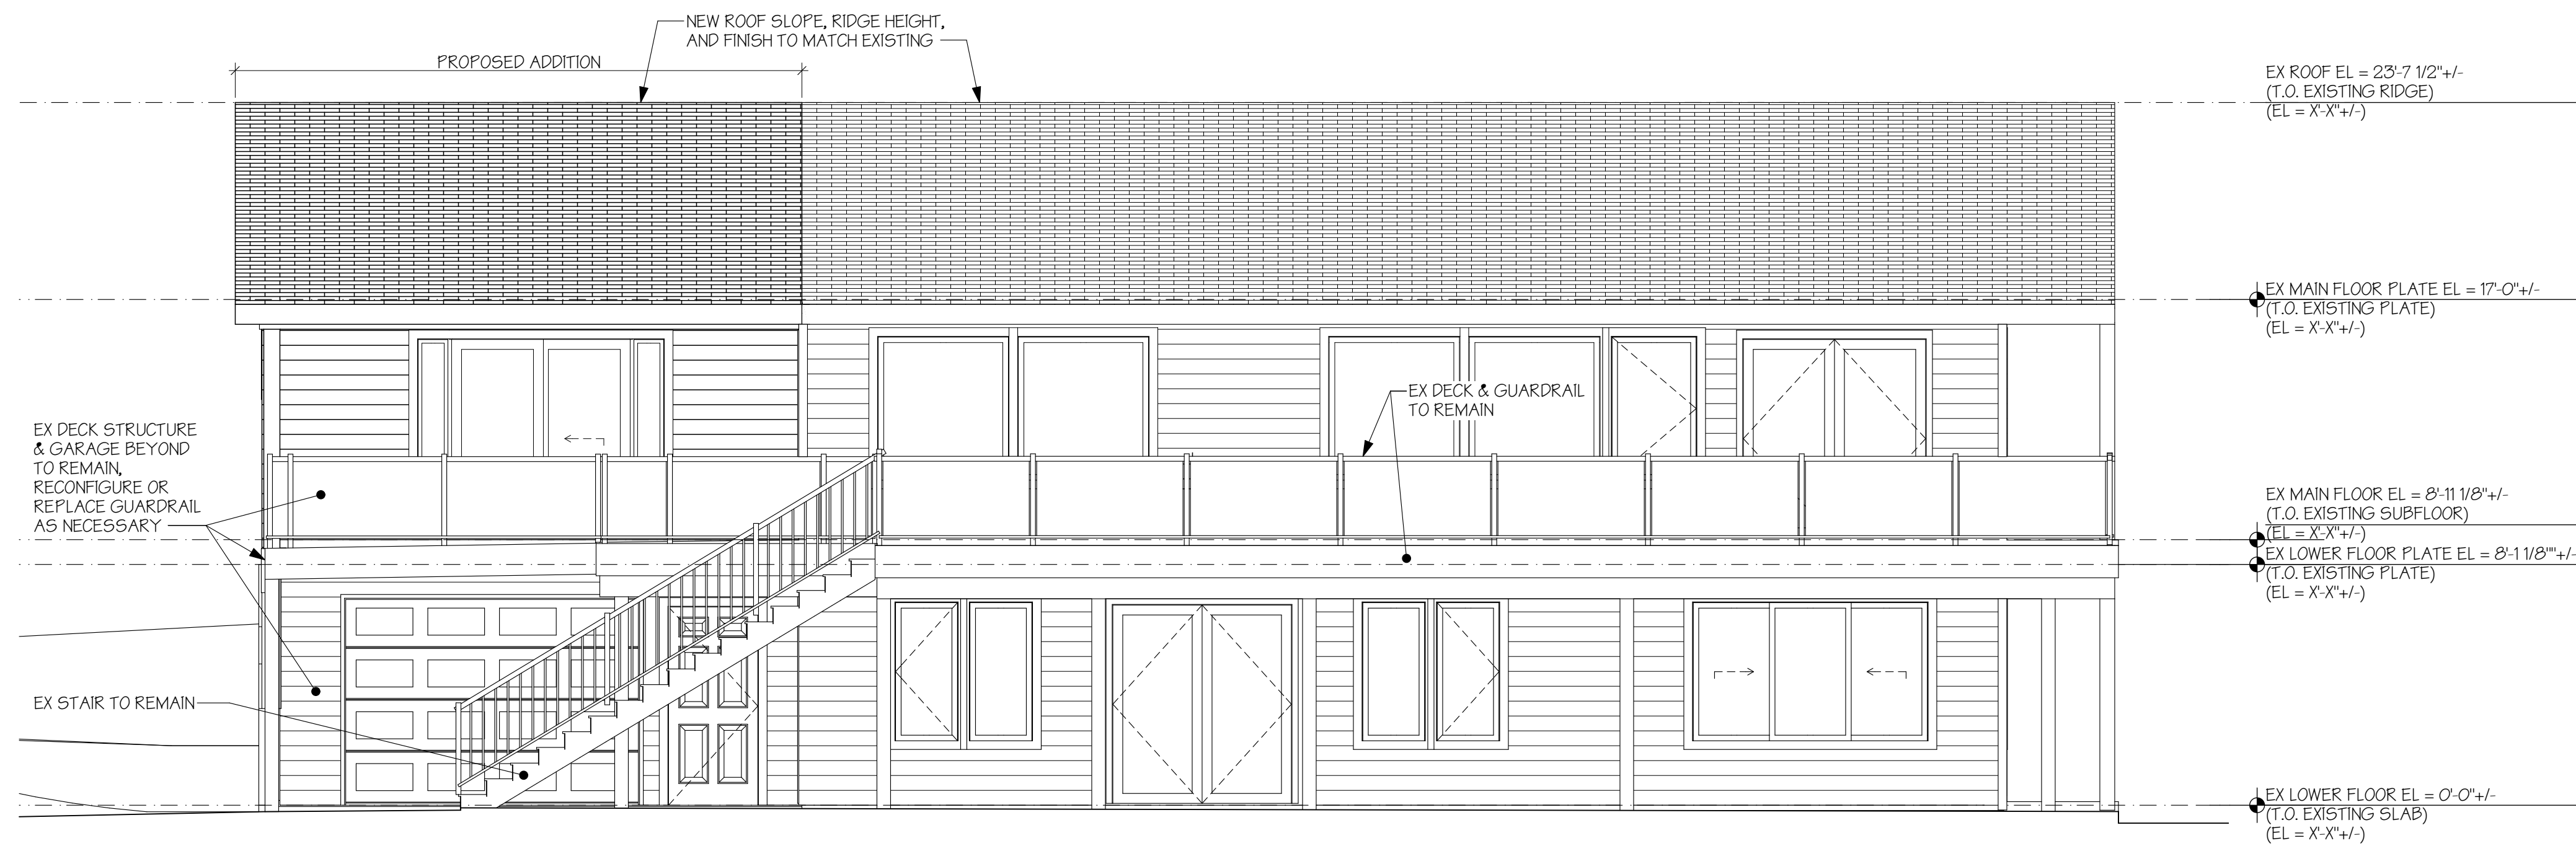 NEW ROOF SLOPE, RIDGE HEIGHT,
AND FINISH TO MATCH EXISTING
PROPOSED ADDITION
EX ROOF EL = 23'-7 1/2"+/-
(T.O. EXISTING RIDGE)
(EL = X'-X"+/-)
EX MAIN FLOOR PLATE EL = 17'-0"+/-
(T.O. EXISTING PLATE)
(EL = X'-X"+/-)
EX DECK & GUARDRAIL
TO REMAIN
EX DECK STRUCTURE
& GARAGE BEYOND
TO REMAIN,
RECONFIGURE OR
REPLACE GUARDRAIL
AS NECESSARY
EX MAIN FLOOR EL = 8'-11 1/8"+/-
(T.O. EXISTING SUBFLOOR)
(EL = X'-X"+/-)
EX LOWER FLOOR PLATE EL = 8'-1 1/8""+/-
(T.O. EXISTING PLATE)
(EL = X'-X"+/-)
EX STAIR TO REMAIN
EX LOWER FLOOR EL = 0'-0"+/-
(T.O. EXISTING SLAB)
(EL = X'-X"+/-)